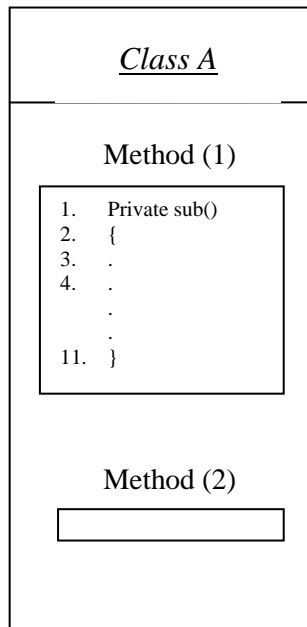 Class A
Method (1)
1. Private sub()
2. {
3. .
4. .
.
.
11. }
Method (2)